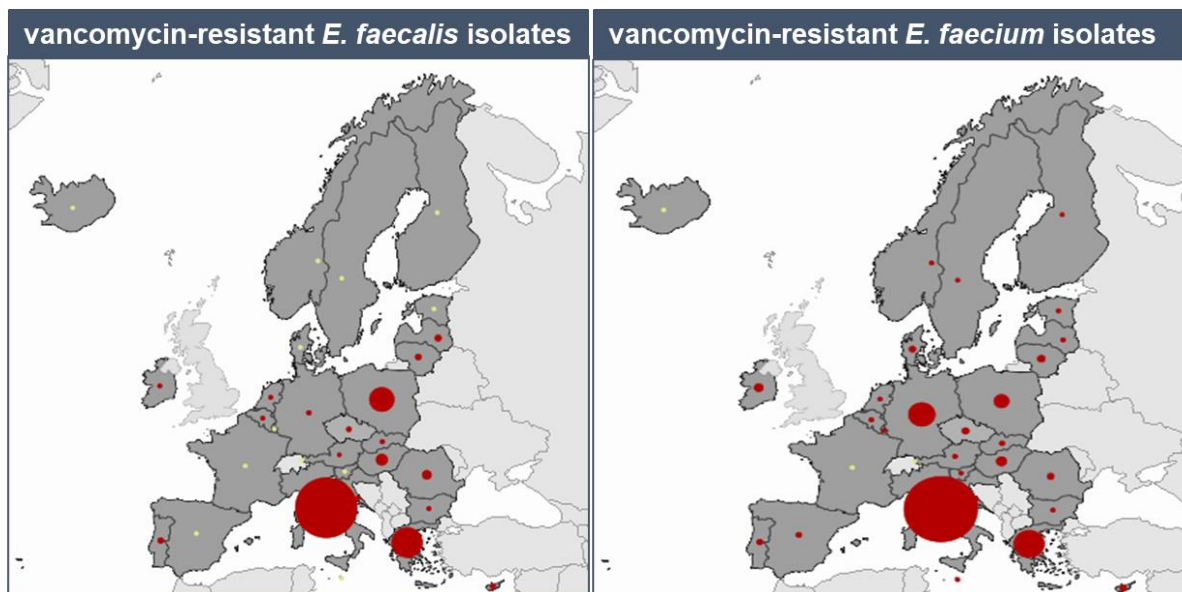 vancomycin-resistant E. faecalis isolates
vancomycin-resistant E. faecium isolates